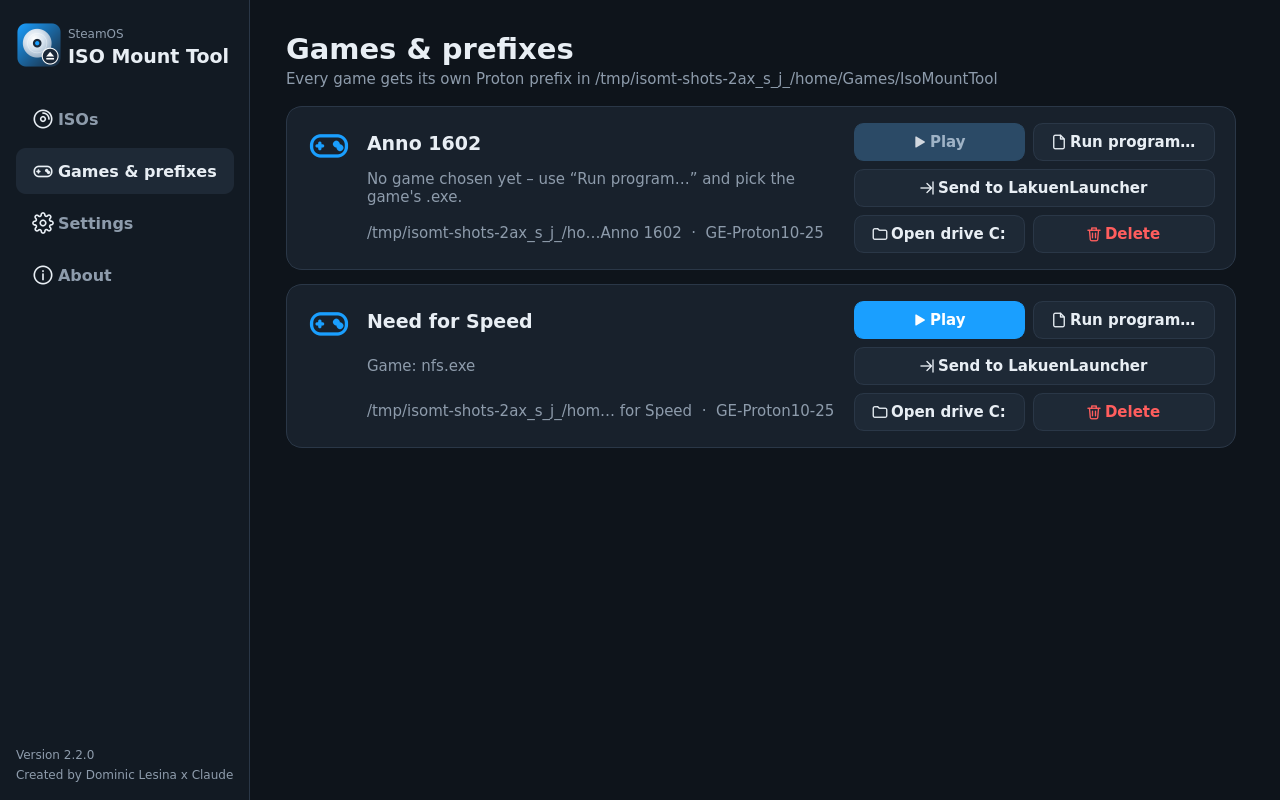 SteamOS
ISO Mount Tool
ISOs
Games & prefixes
Settings
About
Version 2.2.0
Created by Dominic Lesina x Claude
Games & prefixes
Every game gets its own Proton prefix in /tmp/isomt-shots-2ax_s_j_/home/Games/IsoMountTool
Anno 1602
No game chosen yet – use “Run program…” and pick the
game's .exe.
/tmp/isomt-shots-2ax_s_j_/ho…Anno 1602 · GE-Proton10-25
Play
Run program…
Send to LakuenLauncher
Open drive C:
Delete
Need for Speed
Game: nfs.exe
/tmp/isomt-shots-2ax_s_j_/hom… for Speed · GE-Proton10-25
Play
Run program…
Send to LakuenLauncher
Open drive C:
Delete